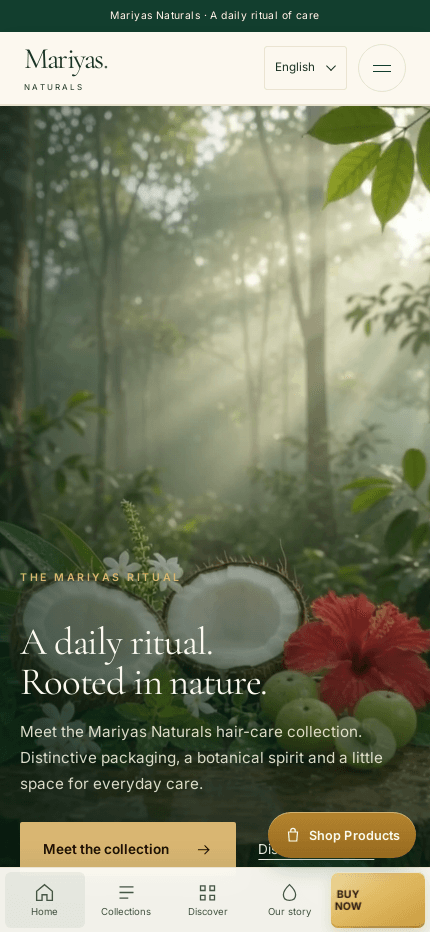 Mariyas Naturals · A daily ritual of care
Mariyas.
NATURALS
English
THE MARIYAS RITUAL
A daily ritual.
Rooted in nature.
Meet the Mariyas Naturals hair-care collection.
Distinctive packaging, a botanical spirit and a little
space for everyday care.
Meet the collection
Shop Products
Home
Collections
Discover
Our story
BUY
NOW